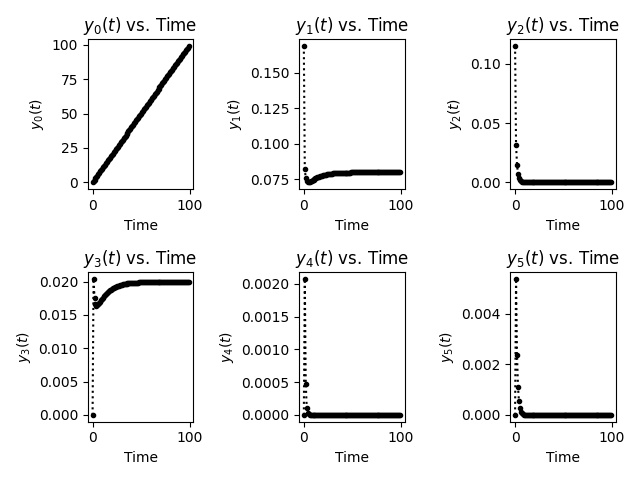 y₀(t) vs. Time
y₁(t) vs. Time
y₂(t) vs. Time
100
75
50
25
0
y₀(t)
0
100
Time
0.150
0.125
0.100
0.075
y₁(t)
0
100
Time
0.10
0.05
0.00
y₂(t)
0
100
Time
y₃(t) vs. Time
y₄(t) vs. Time
y₅(t) vs. Time
0.020
0.015
0.010
0.005
0.000
y₃(t)
0
100
Time
0.0020
0.0015
0.0010
0.0005
0.0000
y₄(t)
0
100
Time
0.004
0.002
0.000
y₅(t)
0
100
Time